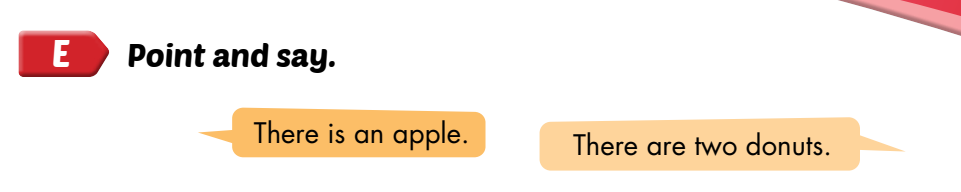 E Point and say.
There is an apple.
There are two donuts.